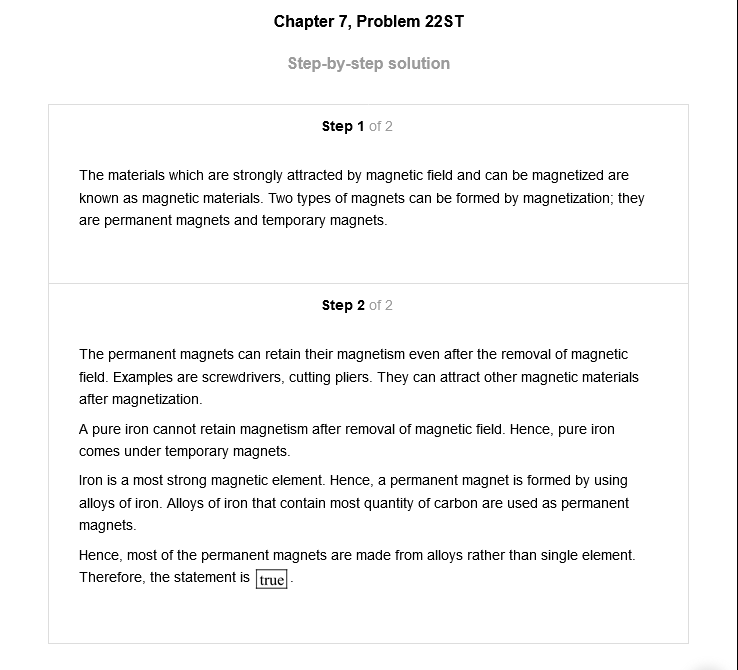 Chapter 7, Problem 22ST
Step-by-step solution
Step 1 of 2
The materials which are strongly attracted by magnetic field and can be magnetized are
known as magnetic materials. Two types of magnets can be formed by magnetization; they
are permanent magnets and temporary magnets.
Step 2 of 2
The permanent magnets can retain their magnetism even after the removal of magnetic
field. Examples are screwdrivers, cutting pliers. They can attract other magnetic materials
after magnetization.
A pure iron cannot retain magnetism after removal of magnetic field. Hence, pure iron
comes under temporary magnets.
Iron is a most strong magnetic element. Hence, a permanent magnet is formed by using
alloys of iron. Alloys of iron that contain most quantity of carbon are used as permanent
magnets.
Hence, most of the permanent magnets are made from alloys rather than single element.
Therefore, the statement is true.